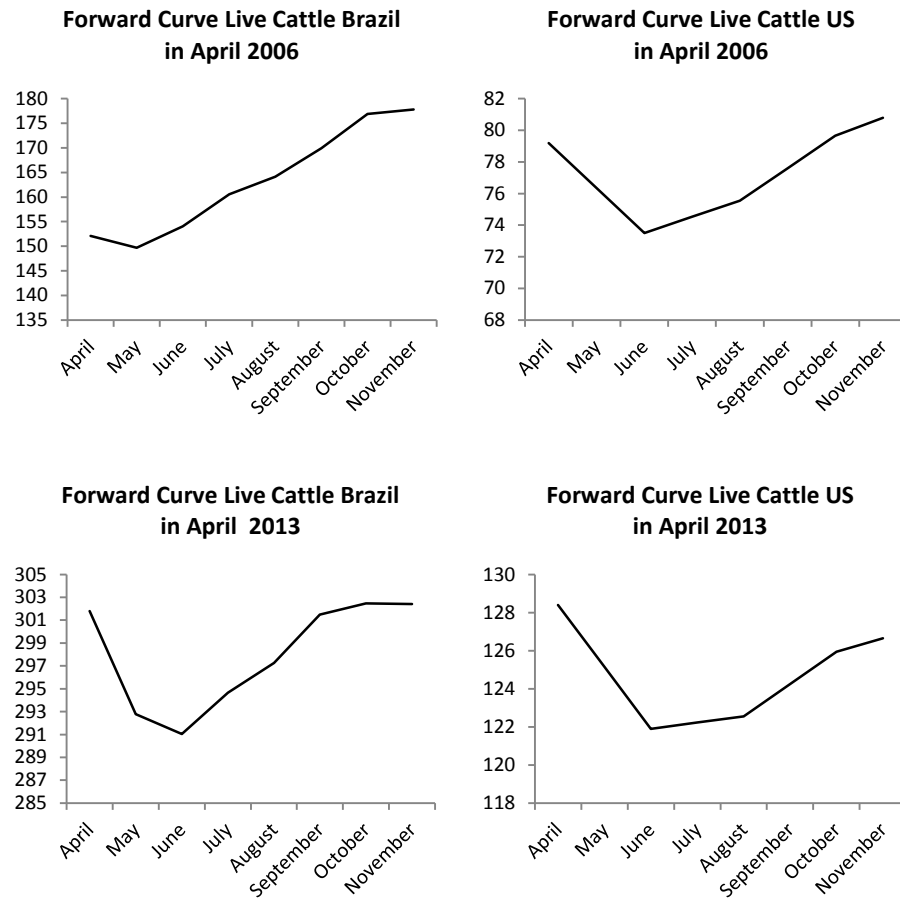 Forward Curve Live Cattle Brazil
in April 2006
180
175
170
165
160
155
150
145
140
135
April
May
June
July
August
September
October
November
Forward Curve Live Cattle US
in April 2006
82
80
78
76
74
72
70
68
April
May
June
July
August
September
October
November
Forward Curve Live Cattle Brazil
in April 2013
305
303
301
299
297
295
293
291
289
287
285
April
May
June
July
August
September
October
November
Forward Curve Live Cattle US
in April 2013
130
128
126
124
122
120
118
April
May
June
July
August
September
October
November